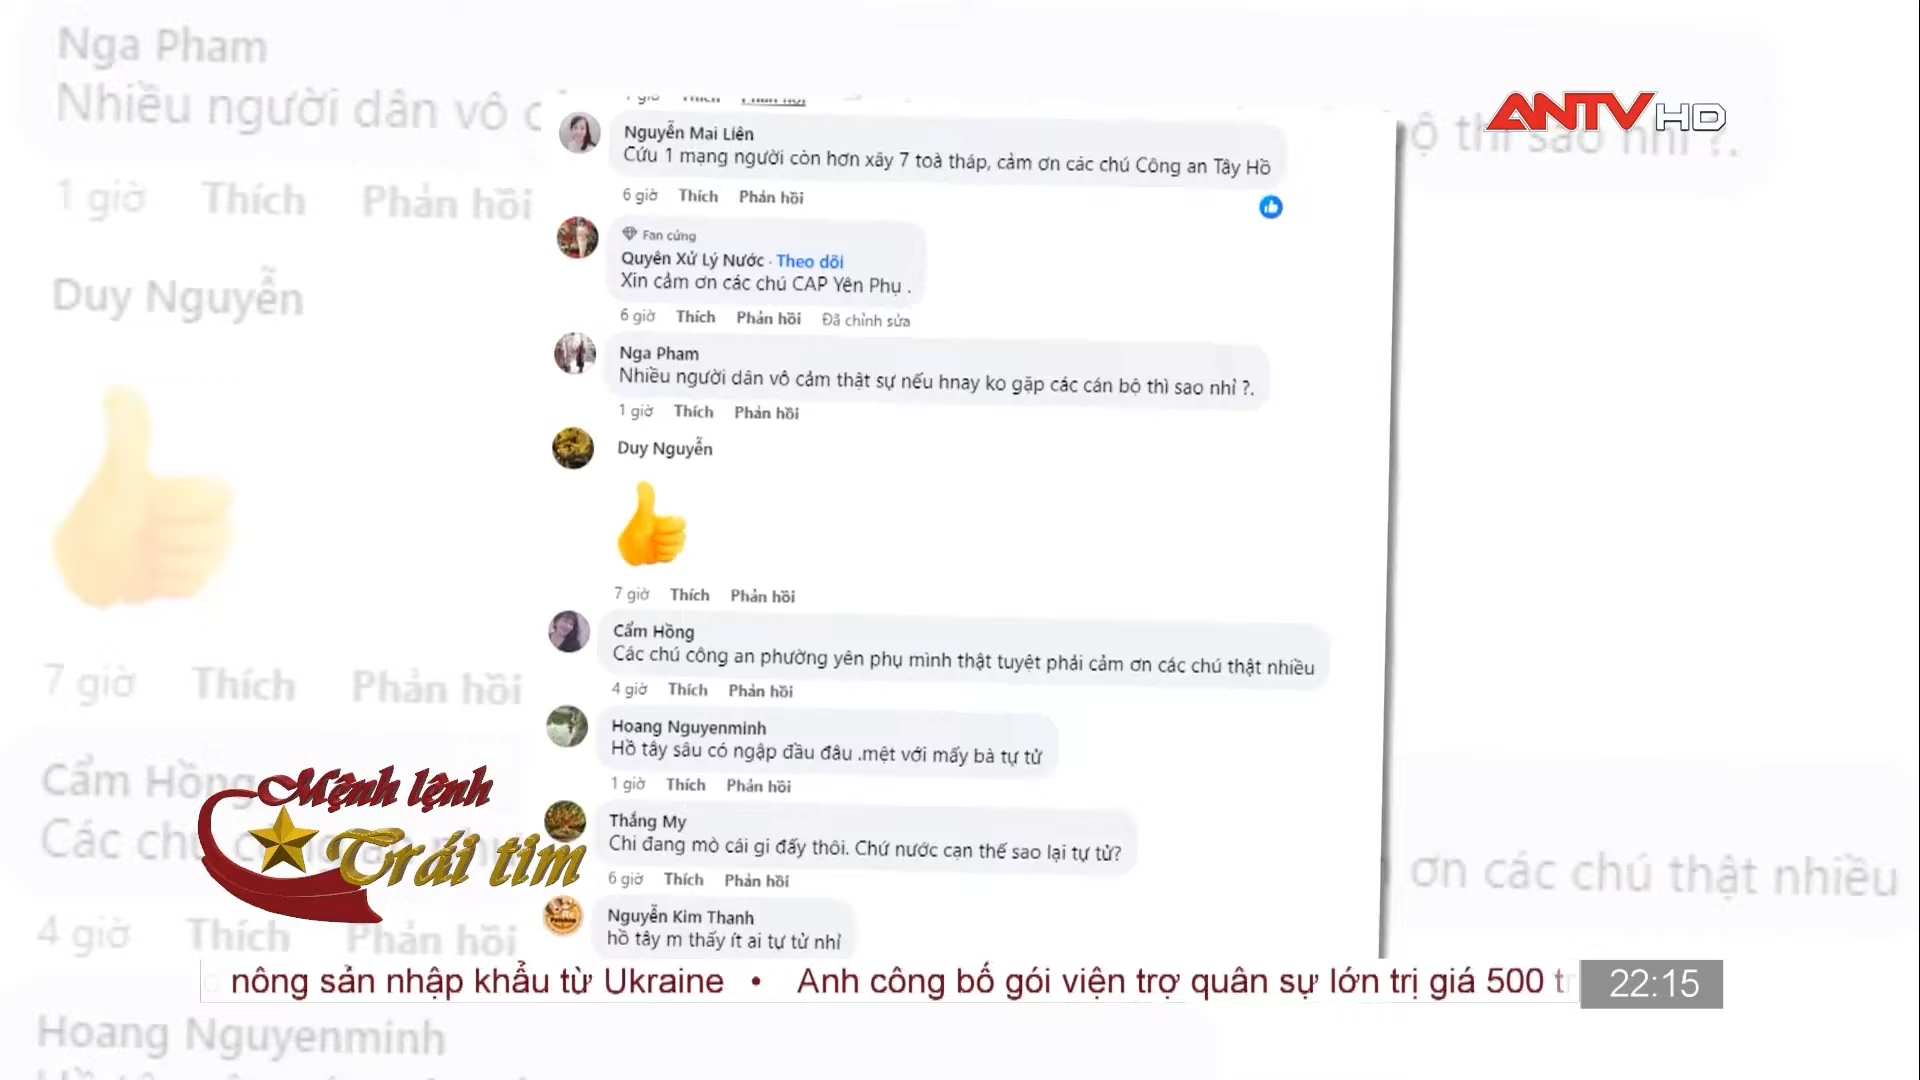 Nga Pham
Nhiều người dân vô
ộ thì sao nhỉ ?.
1 giờ Thích Phản hồi
Duy Nguyễn
7 giờ Thích Phản hồi
Cẩm Hồng
Các chú
ơn các chú thật nhiều
4 giờ Thích Phản hồi
Hoang Nguyenminh
ANTV HD
7 giờ Thích Phản hồi
Nguyễn Mai Liên
Cứu 1 mạng người còn hơn xây 7 toà tháp, cảm ơn các chú Công an Tây Hồ
6 giờ Thích Phản hồi
Fan cứng
Quyên Xử Lý Nước · Theo dõi
Xin cảm ơn các chú CAP Yên Phụ .
6 giờ Thích Phản hồi Đã chỉnh sửa
Nga Pham
Nhiều người dân vô cảm thật sự nếu hnay ko gặp các cán bộ thì sao nhỉ ?.
1 giờ Thích Phản hồi
Duy Nguyễn
7 giờ Thích Phản hồi
Cẩm Hồng
Các chú công an phường yên phụ mình thật tuyệt phải cảm ơn các chú thật nhiều
4 giờ Thích Phản hồi
Hoang Nguyenminh
Hồ tây sâu có ngập đầu đâu .mệt với mấy bà tự tử
1 giờ Thích Phản hồi
Thắng My
Chi đang mò cái gi đấy thôi. Chứ nước cạn thế sao lại tự tử?
6 giờ Thích Phản hồi
Nguyễn Kim Thanh
hồ tây m thấy ít ai tự tử nhỉ
Mệnh lệnh
Trái tim
nông sản nhập khẩu từ Ukraine • Anh công bố gói viện trợ quân sự lớn trị giá 500 tr
22:15